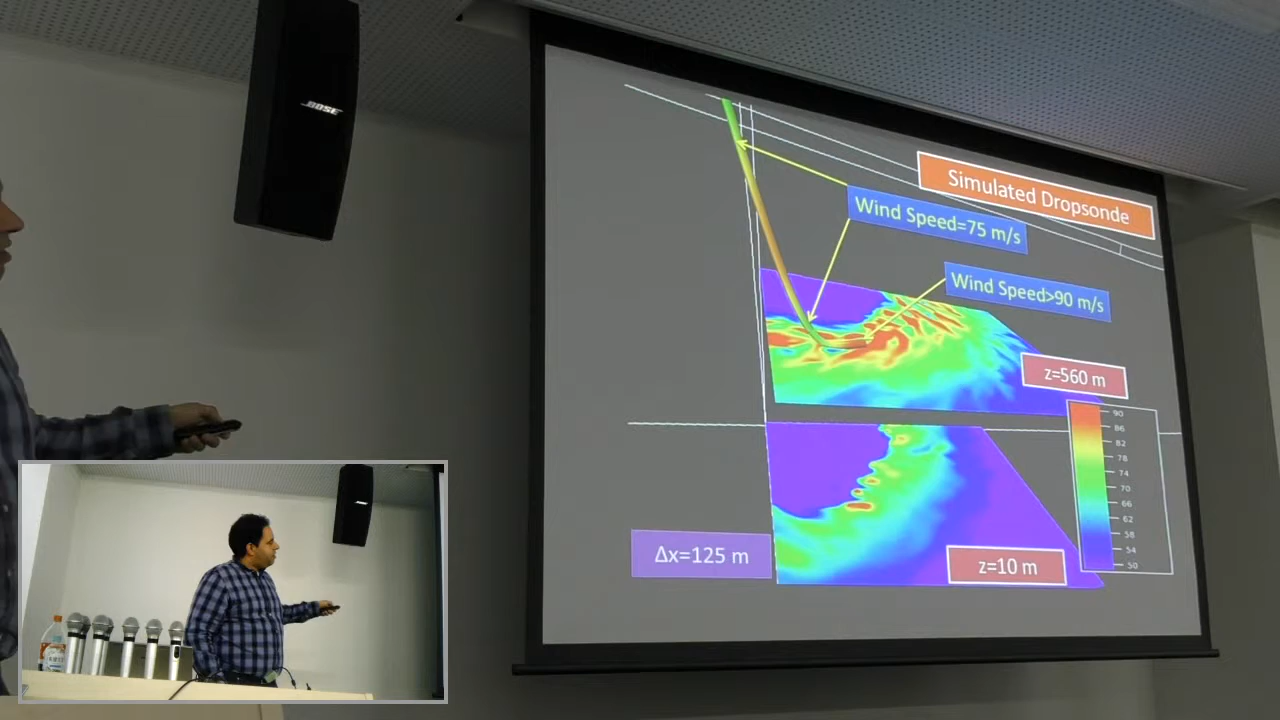 BOSE
Simulated Dropsonde
Wind Speed=75 m/s
Wind Speed>90 m/s
z=560 m
90
86
82
78
74
70
66
62
58
54
50
Δx=125 m
z=10 m